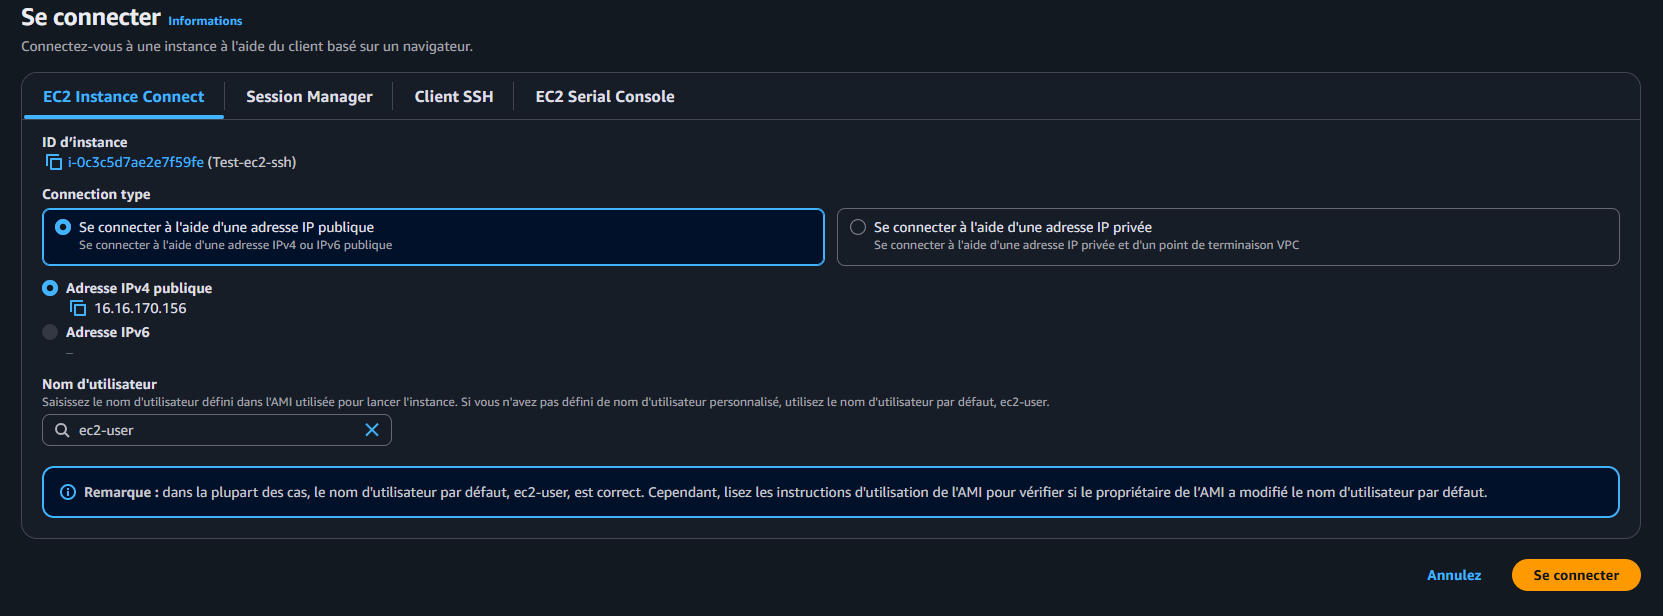 Se connecter Informations
Connectez-vous à une instance à l'aide du client basé sur un navigateur.
EC2 Instance Connect
Session Manager
Client SSH
EC2 Serial Console
ID d'instance
i-0c3c5d7ae2e7f59fe (Test-ec2-ssh)
Connection type
Se connecter à l'aide d'une adresse IP publique
Se connecter à l'aide d'une adresse IPv4 ou IPv6 publique
Se connecter à l'aide d'une adresse IP privée
Se connecter à l'aide d'une adresse IP privée et d'un point de terminaison VPC
Adresse IPv4 publique
16.16.170.156
Adresse IPv6
–
Nom d'utilisateur
Saisissez le nom d'utilisateur défini dans l'AMI utilisée pour lancer l'instance. Si vous n'avez pas défini de nom d'utilisateur personnalisé, utilisez le nom d'utilisateur par défaut, ec2-user.
ec2-user
Remarque : dans la plupart des cas, le nom d'utilisateur par défaut, ec2-user, est correct. Cependant, lisez les instructions d'utilisation de l'AMI pour vérifier si le propriétaire de l'AMI a modifié le nom d'utilisateur par défaut.
Annulez
Se connecter